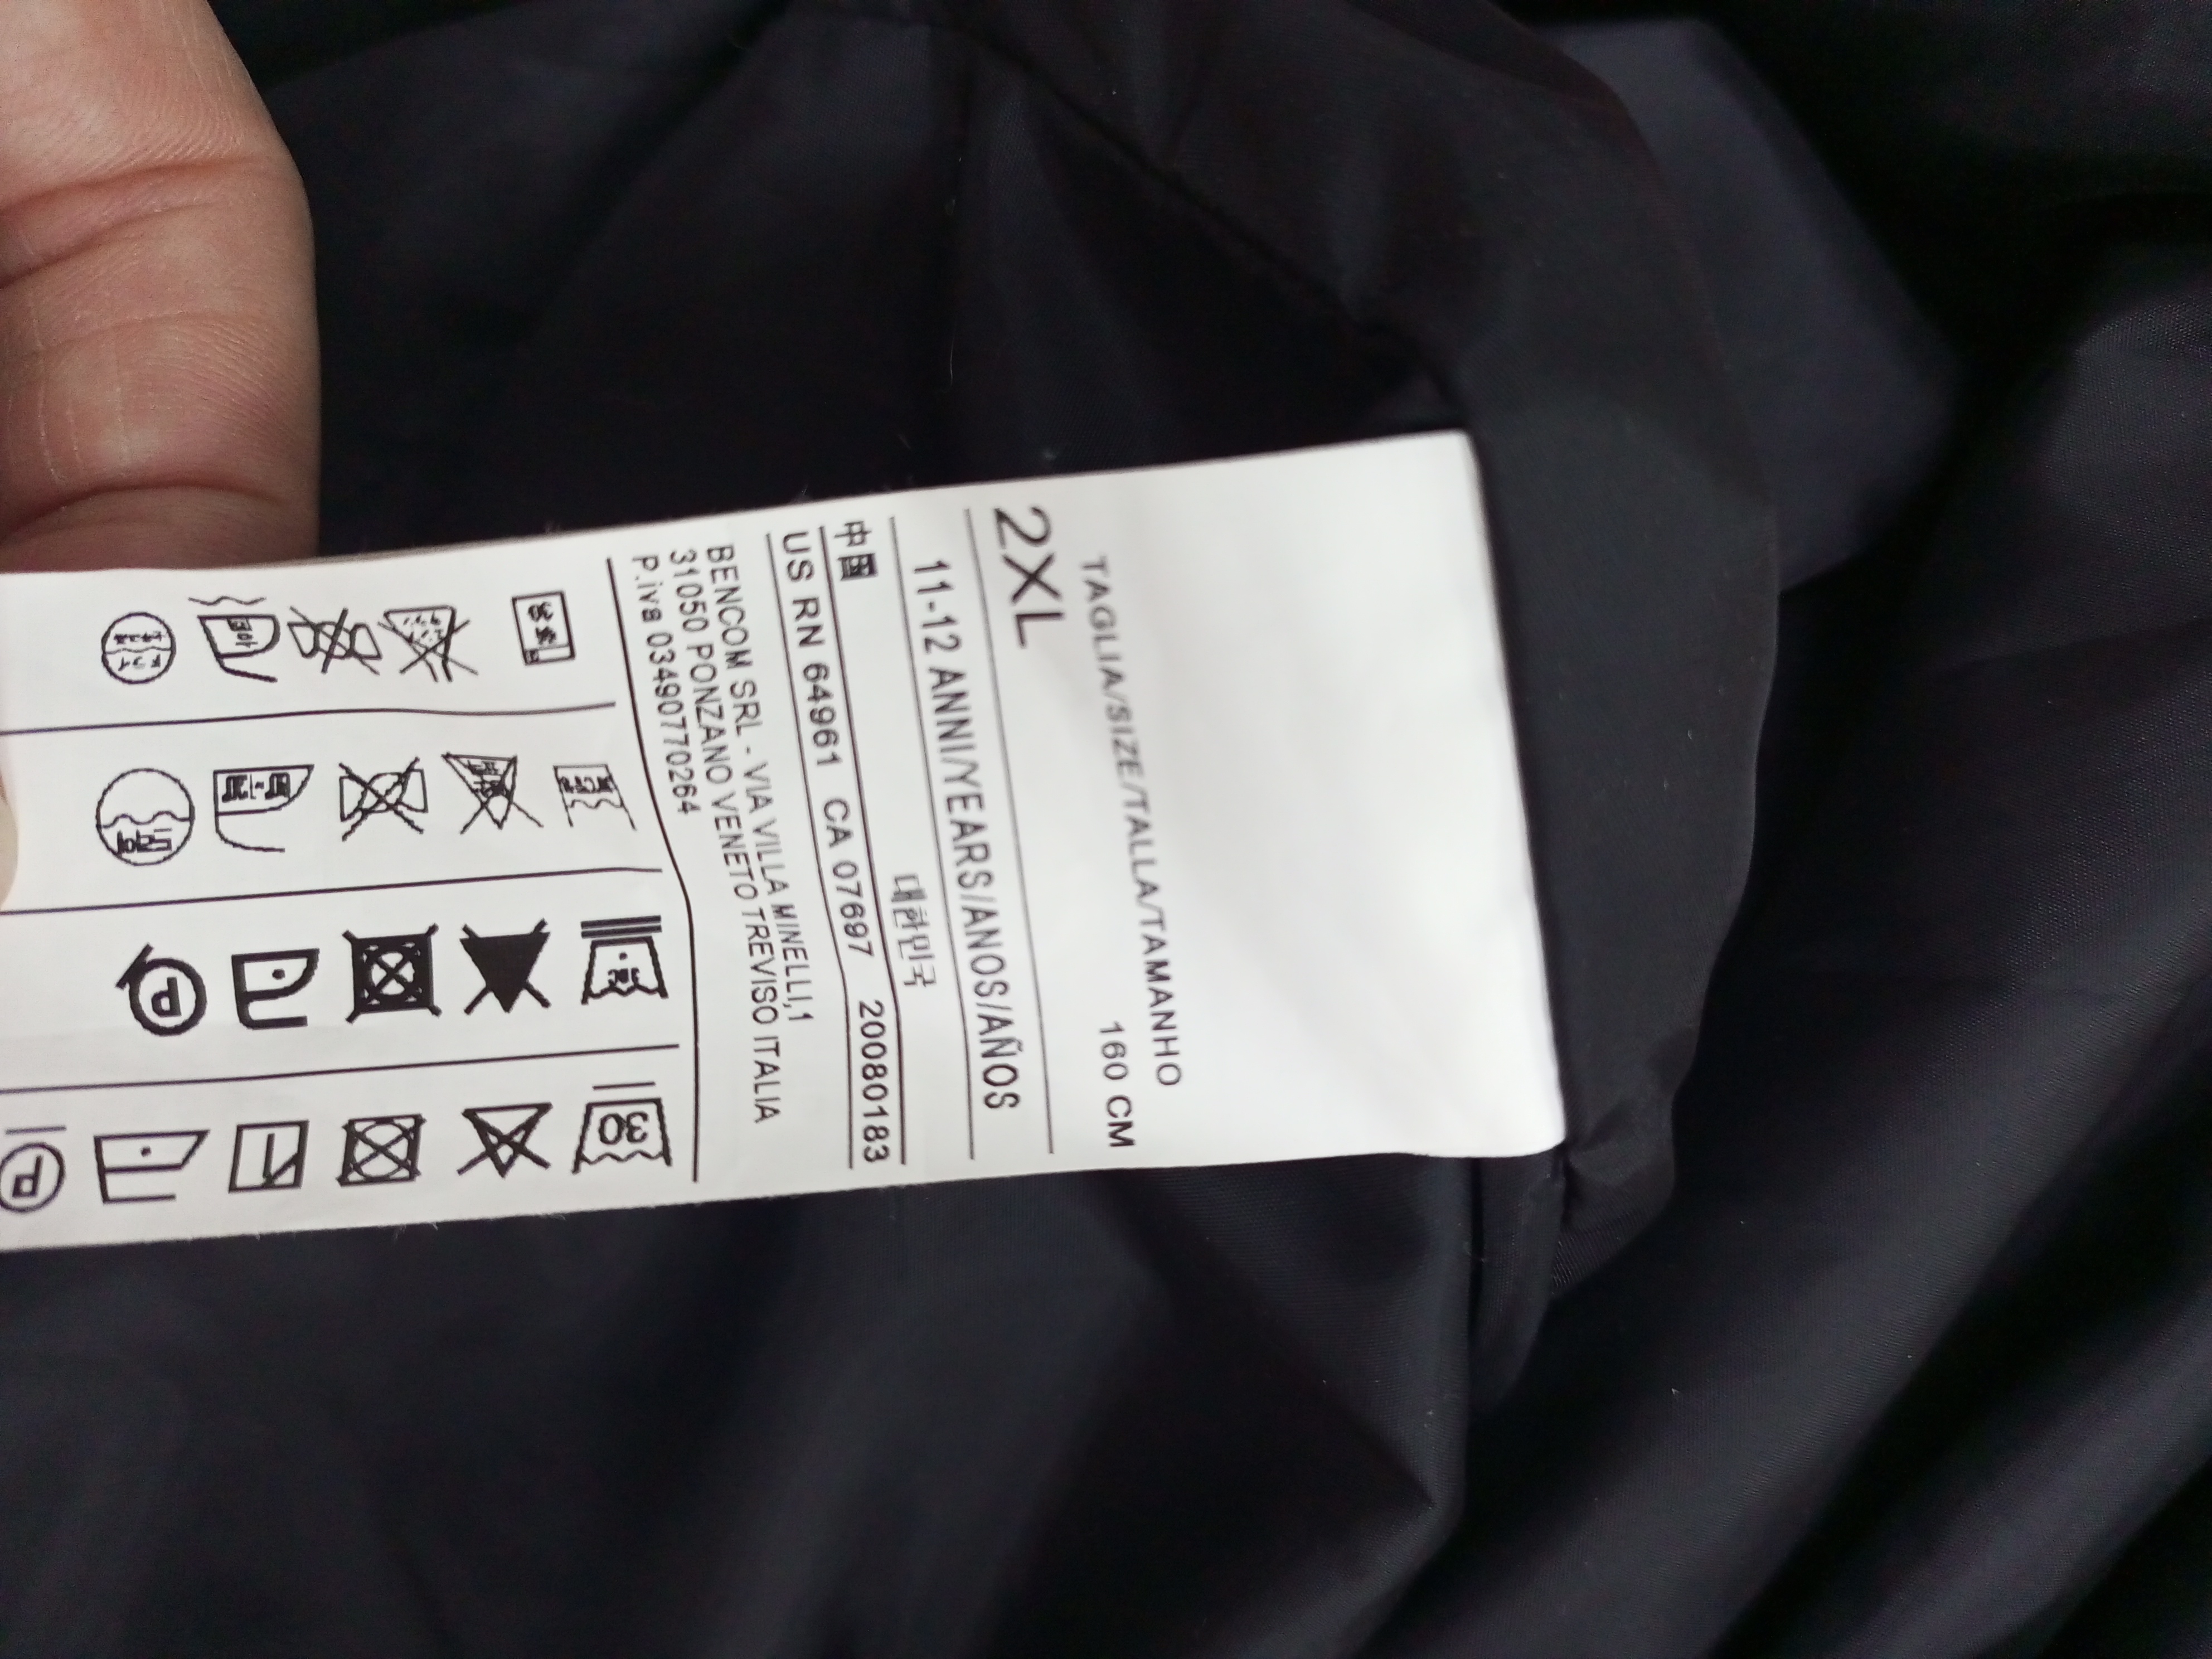 TAGLIA/SIZE/TALLA/TAMANHO
2XL 160 CM
11-12 ANNI/YEARS/ANOS/AÑOS
中国 대한민국
US RN 64961 CA 07697 20080183
BENCOM SRL - VIA VILLA MINELLI,1
31050 PONZANO VENETO TREVISO ITALIA
P.iva 03490770264
30
P
P